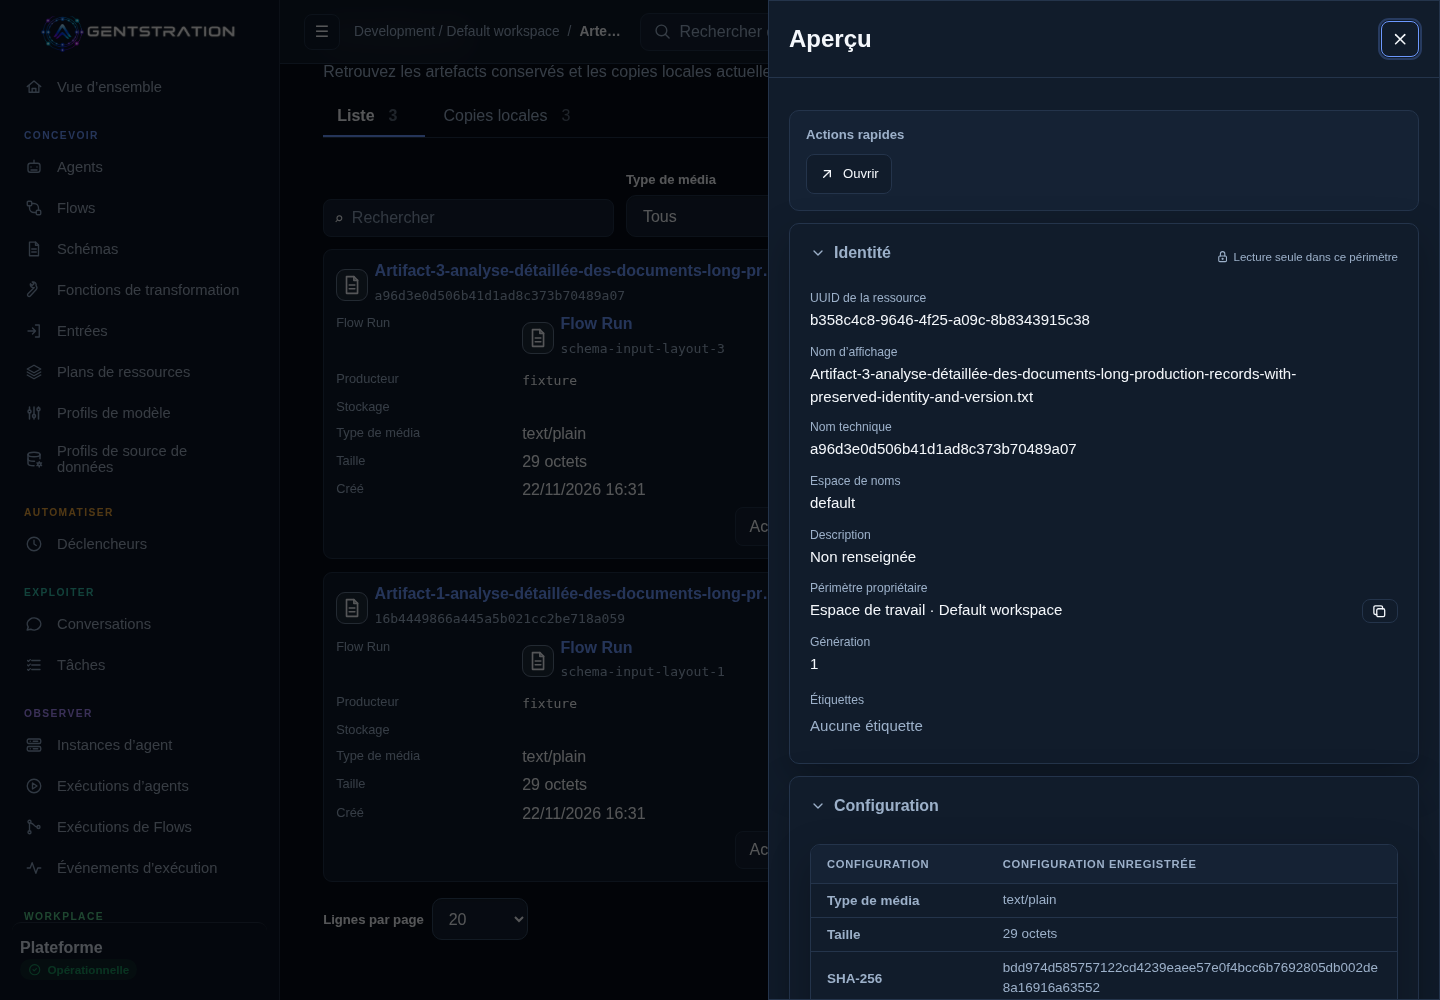 GENTSTRATION
Vue d’ensemble
CONCEVOIR
Agents
Flows
Schémas
Fonctions de transformation
Entrées
Plans de ressources
Profils de modèle
Profils de source de
données
AUTOMATISER
Déclencheurs
EXPLOITER
Conversations
Tâches
OBSERVER
Instances d’agent
Exécutions d’agents
Exécutions de Flows
Événements d’exécution
WORKPLACE
Plateforme
Opérationnelle
Development / Default workspace / Arte…
Rechercher
Retrouvez les artefacts conservés et les copies locales actuelle
Liste 3 Copies locales 3
Type de média
Rechercher
Tous
Artifact-3-analyse-détaillée-des-documents-long-pr…
a96d3e0d506b41d1ad8c373b70489a07
Flow Run
Flow Run
schema-input-layout-3
Producteur fixture
Stockage
Type de média text/plain
Taille 29 octets
Créé 22/11/2026 16:31
Ac
Artifact-1-analyse-détaillée-des-documents-long-pr…
16b4449866a445a5b021cc2be718a059
Flow Run
Flow Run
schema-input-layout-1
Producteur fixture
Stockage
Type de média text/plain
Taille 29 octets
Créé 22/11/2026 16:31
Ac
Lignes par page 20
Aperçu
Actions rapides
Ouvrir
Identité
Lecture seule dans ce périmètre
UUID de la ressource
b358c4c8-9646-4f25-a09c-8b8343915c38
Nom d’affichage
Artifact-3-analyse-détaillée-des-documents-long-production-records-with-
preserved-identity-and-version.txt
Nom technique
a96d3e0d506b41d1ad8c373b70489a07
Espace de noms
default
Description
Non renseignée
Périmètre propriétaire
Espace de travail · Default workspace
Génération
1
Étiquettes
Aucune étiquette
Configuration
CONFIGURATION CONFIGURATION ENREGISTRÉE
Type de média text/plain
Taille 29 octets
SHA-256 bdd974d585757122cd4239eaee57e0f4bcc6b7692805db002de
8a16916a63552